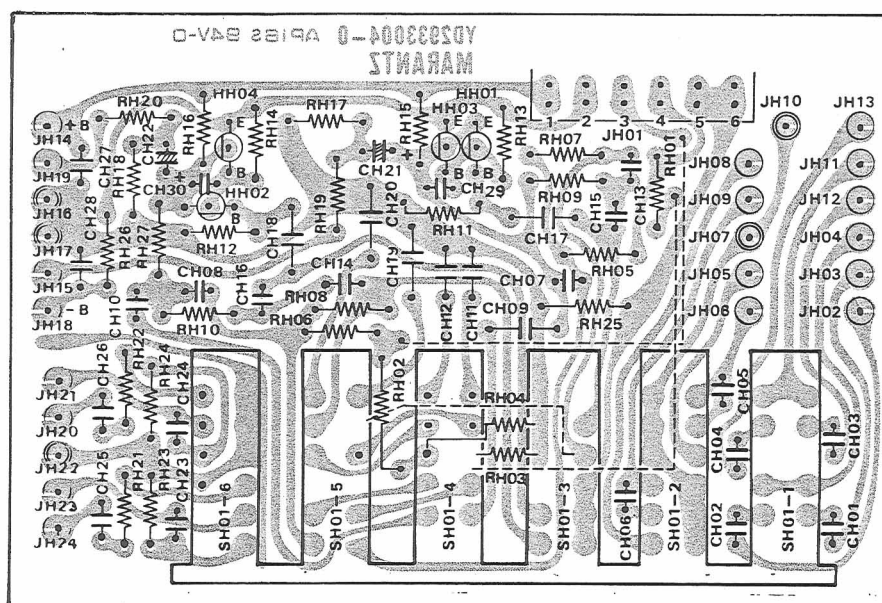 YD2933004-0 APiSS 94V-0
MARANTZ
HH04
HH01
RH20
RH17
HH03
JH10
JH13
RH16
RH14
RH15
RH13
E
E
E
1
2
3
4
5
6
+B
JH14
CH22
RH07
JH01
RH01
CH27
RH18
+
CH21
JH08
JH11
JH19
B
B
B
CH30
HH02
CH29
RH09
CH13
JH09
JH12
JH16
CH28
B
RH19
CH20
CH15
RH11
CH17
JH07
JH04
JH17
RH26
RH27
RH12
CH18
CH19
RH05
JH05
JH03
JH15
CH08
CH16
CH14
CH07
-B
RH08
JH06
JH02
JH18
CH10
RH10
RH06
CH12
CH11
CH09
RH25
RH22
CH26
RH24
CH24
RH02
CH05
JH21
RH04
JH20
CH04
CH03
JH22
CH25
RH21
RH23
CH23
RH03
JH23
SH01-6
SH01-5
SH01-4
SH01-3
CH06
SH01-2
CH02
SH01-1
CH01
JH24